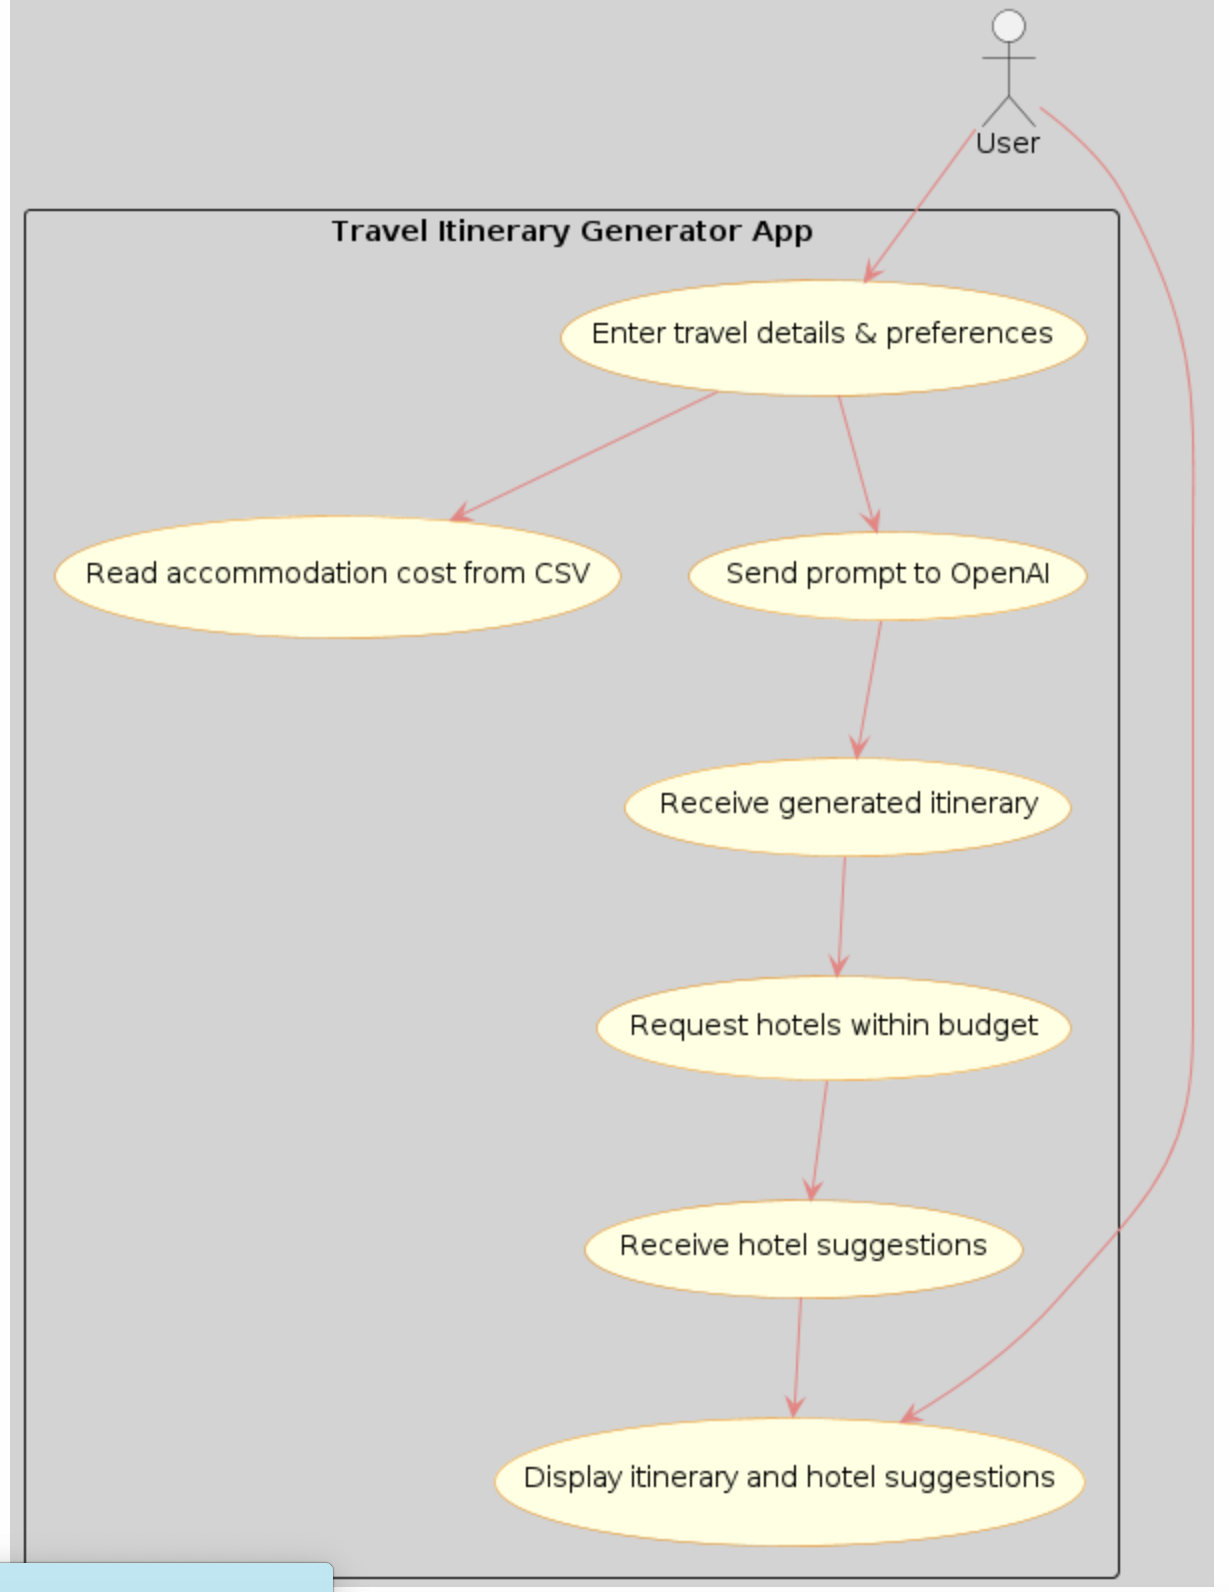 User
Travel Itinerary Generator App
Enter travel details & preferences
Read accommodation cost from CSV
Send prompt to OpenAI
Receive generated itinerary
Request hotels within budget
Receive hotel suggestions
Display itinerary and hotel suggestions